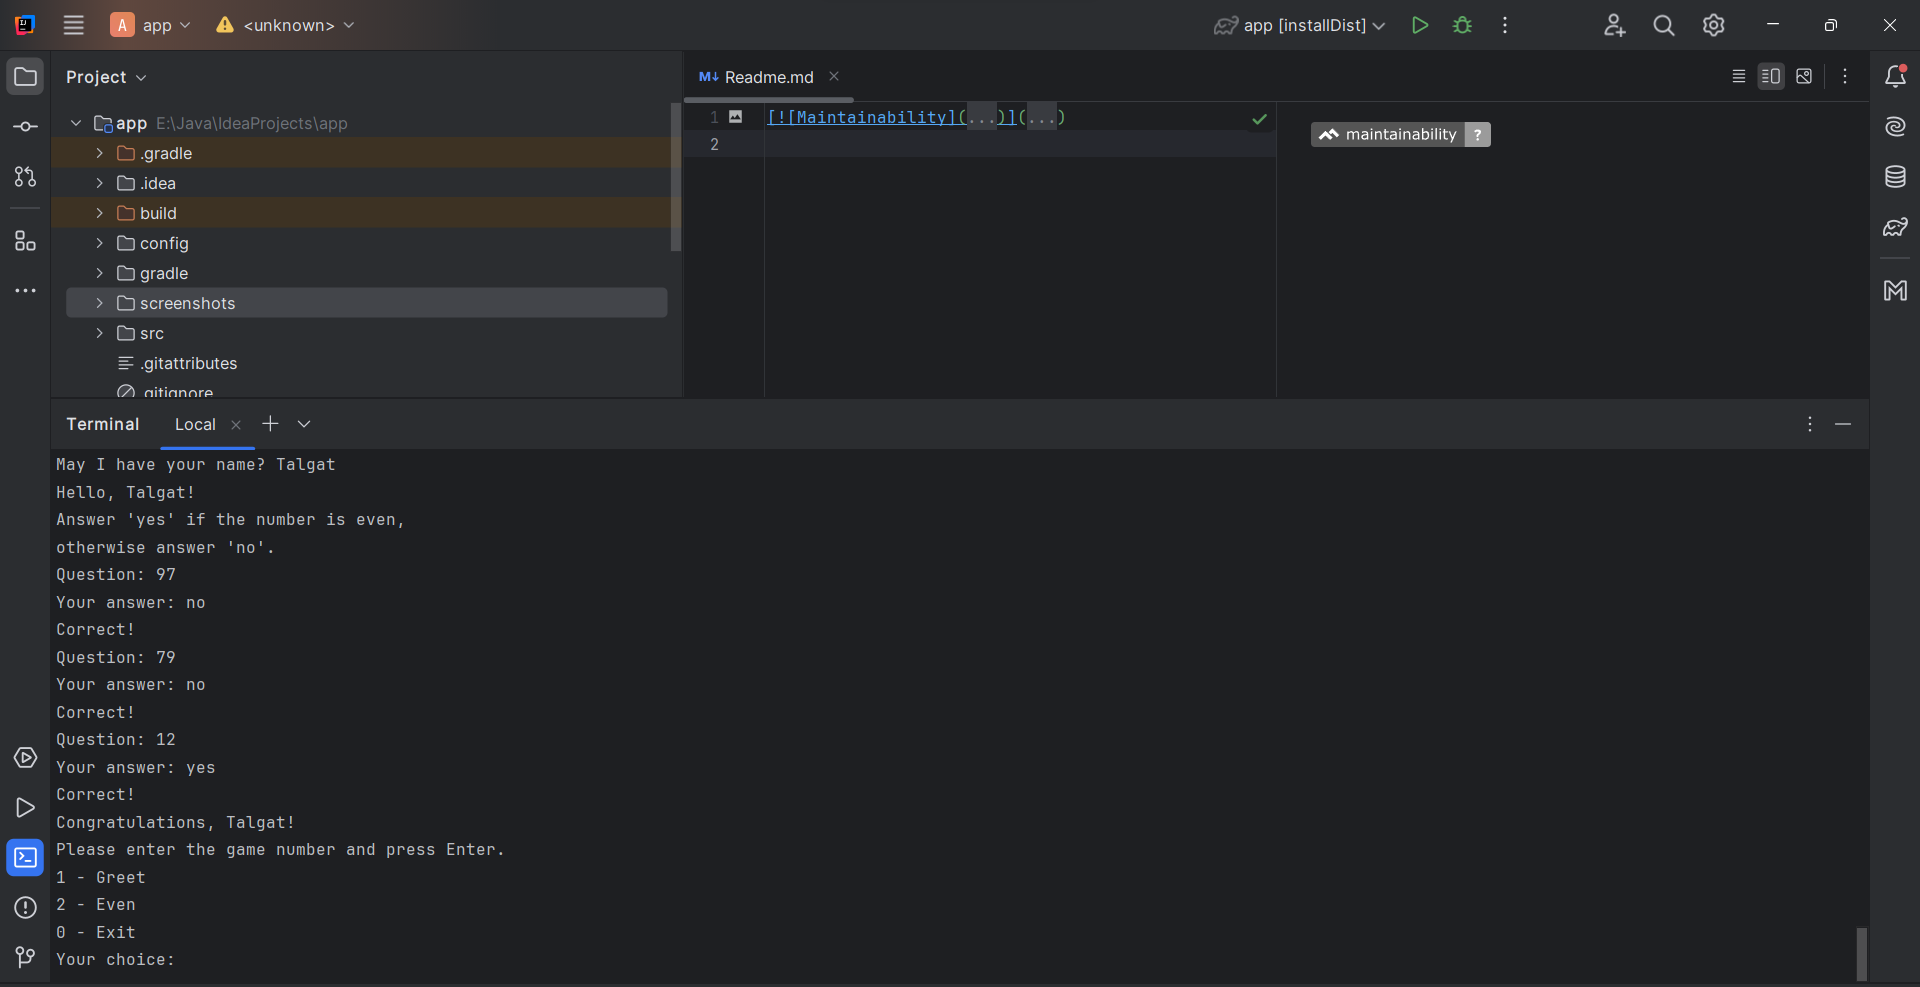 A app <unknown> app [installDist]
Project
Readme.md
app E:\Java\IdeaProjects\app
.gradle
.idea
build
config
gradle
screenshots
src
.gitattributes
.gitignore
1 [![Maintainability](...)](...)
2
maintainability ?
Terminal Local
May I have your name? Talgat
Hello, Talgat!
Answer 'yes' if the number is even,
otherwise answer 'no'.
Question: 97
Your answer: no
Correct!
Question: 79
Your answer: no
Correct!
Question: 12
Your answer: yes
Correct!
Congratulations, Talgat!
Please enter the game number and press Enter.
1 - Greet
2 - Even
0 - Exit
Your choice: